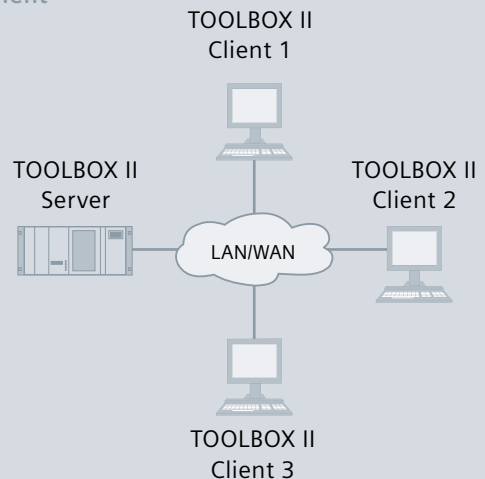 TOOLBOX II
Client 1
TOOLBOX II
Server
TOOLBOX II
Client 2
LAN/WAN
TOOLBOX II
Client 3